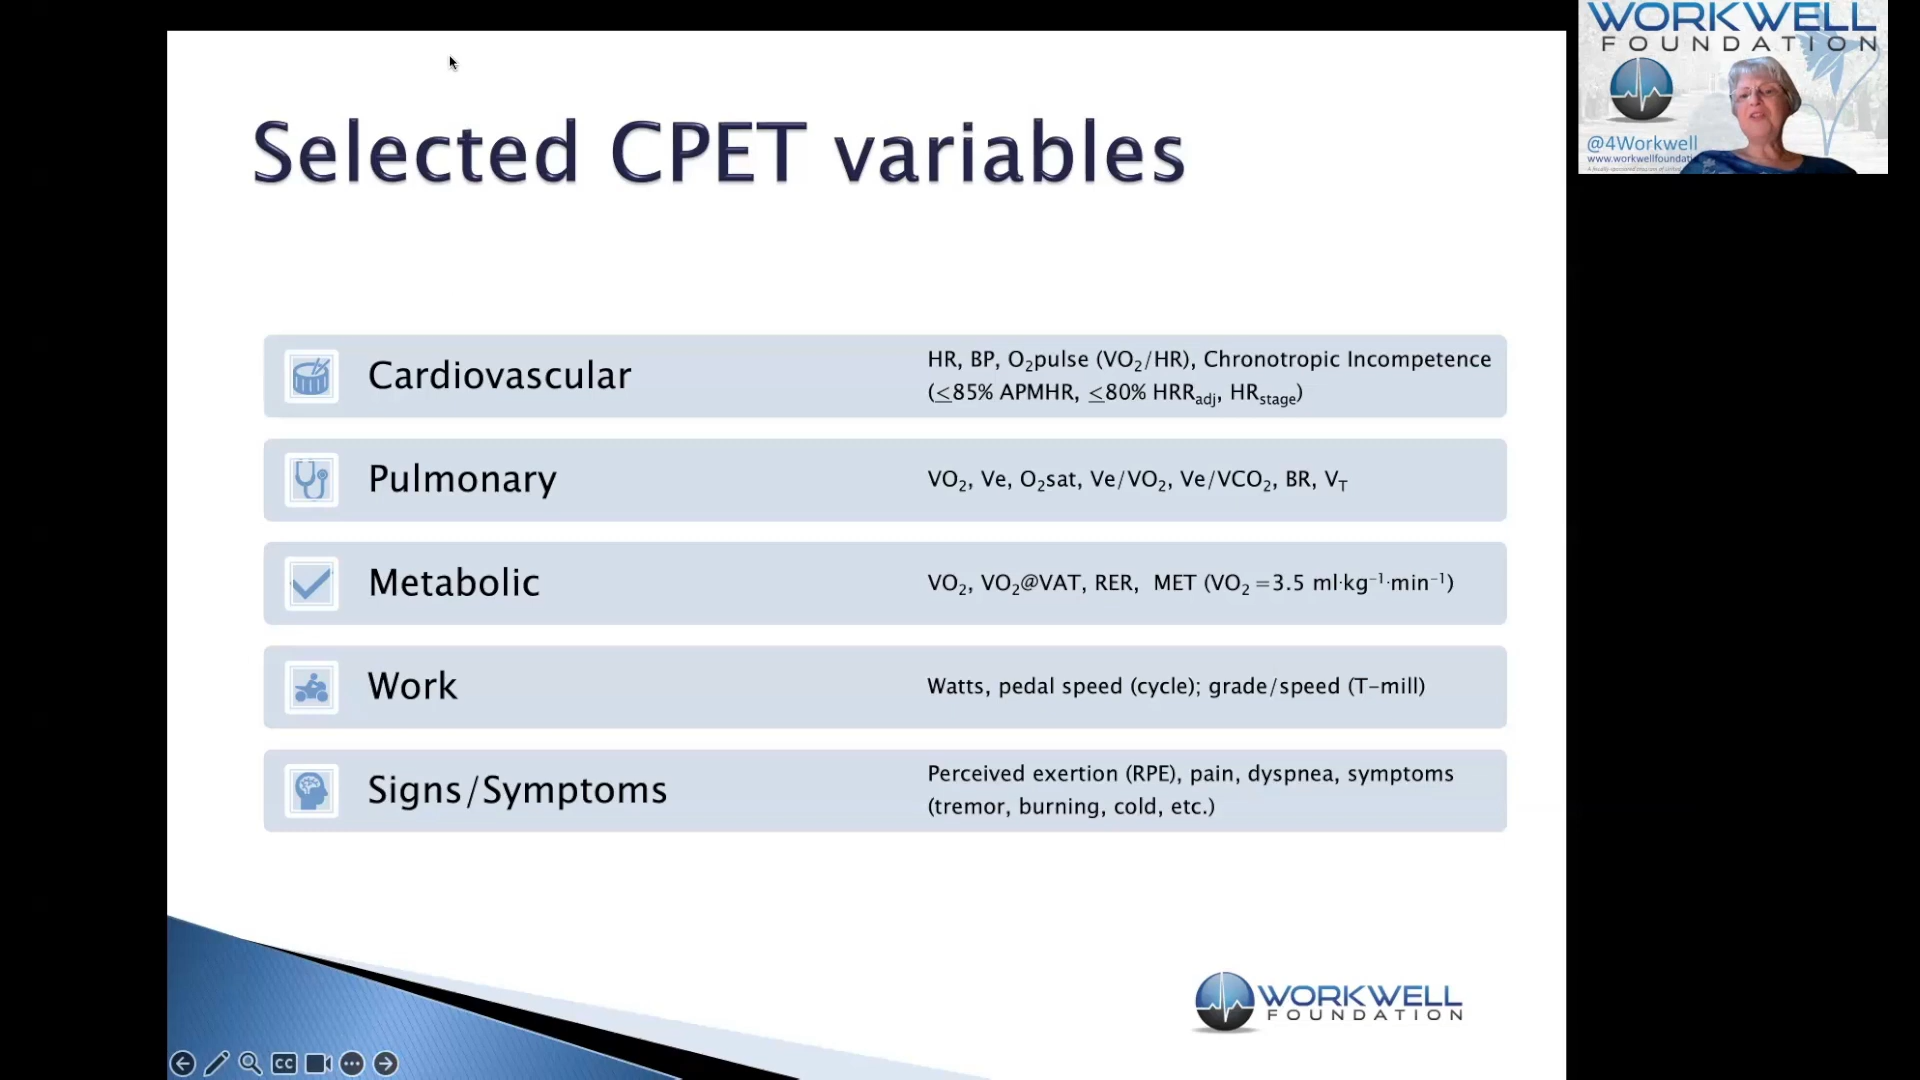 Selected CPET variables
Cardiovascular
HR, BP, O₂pulse (VO₂/HR), Chronotropic Incompetence
(≤85% APMHR, ≤80% HRRadj, HRstage)
Pulmonary
VO₂, Ve, O₂sat, Ve/VO₂, Ve/VCO₂, BR, V_T
Metabolic
VO₂, VO₂@VAT, RER, MET (VO₂ =3.5 ml·kg⁻¹·min⁻¹)
Work
Watts, pedal speed (cycle); grade/speed (T-mill)
Signs/Symptoms
Perceived exertion (RPE), pain, dyspnea, symptoms
(tremor, burning, cold, etc.)
WORKWELL
FOUNDATION
CC
WORKWELL
FOUNDATION
@4Workwell